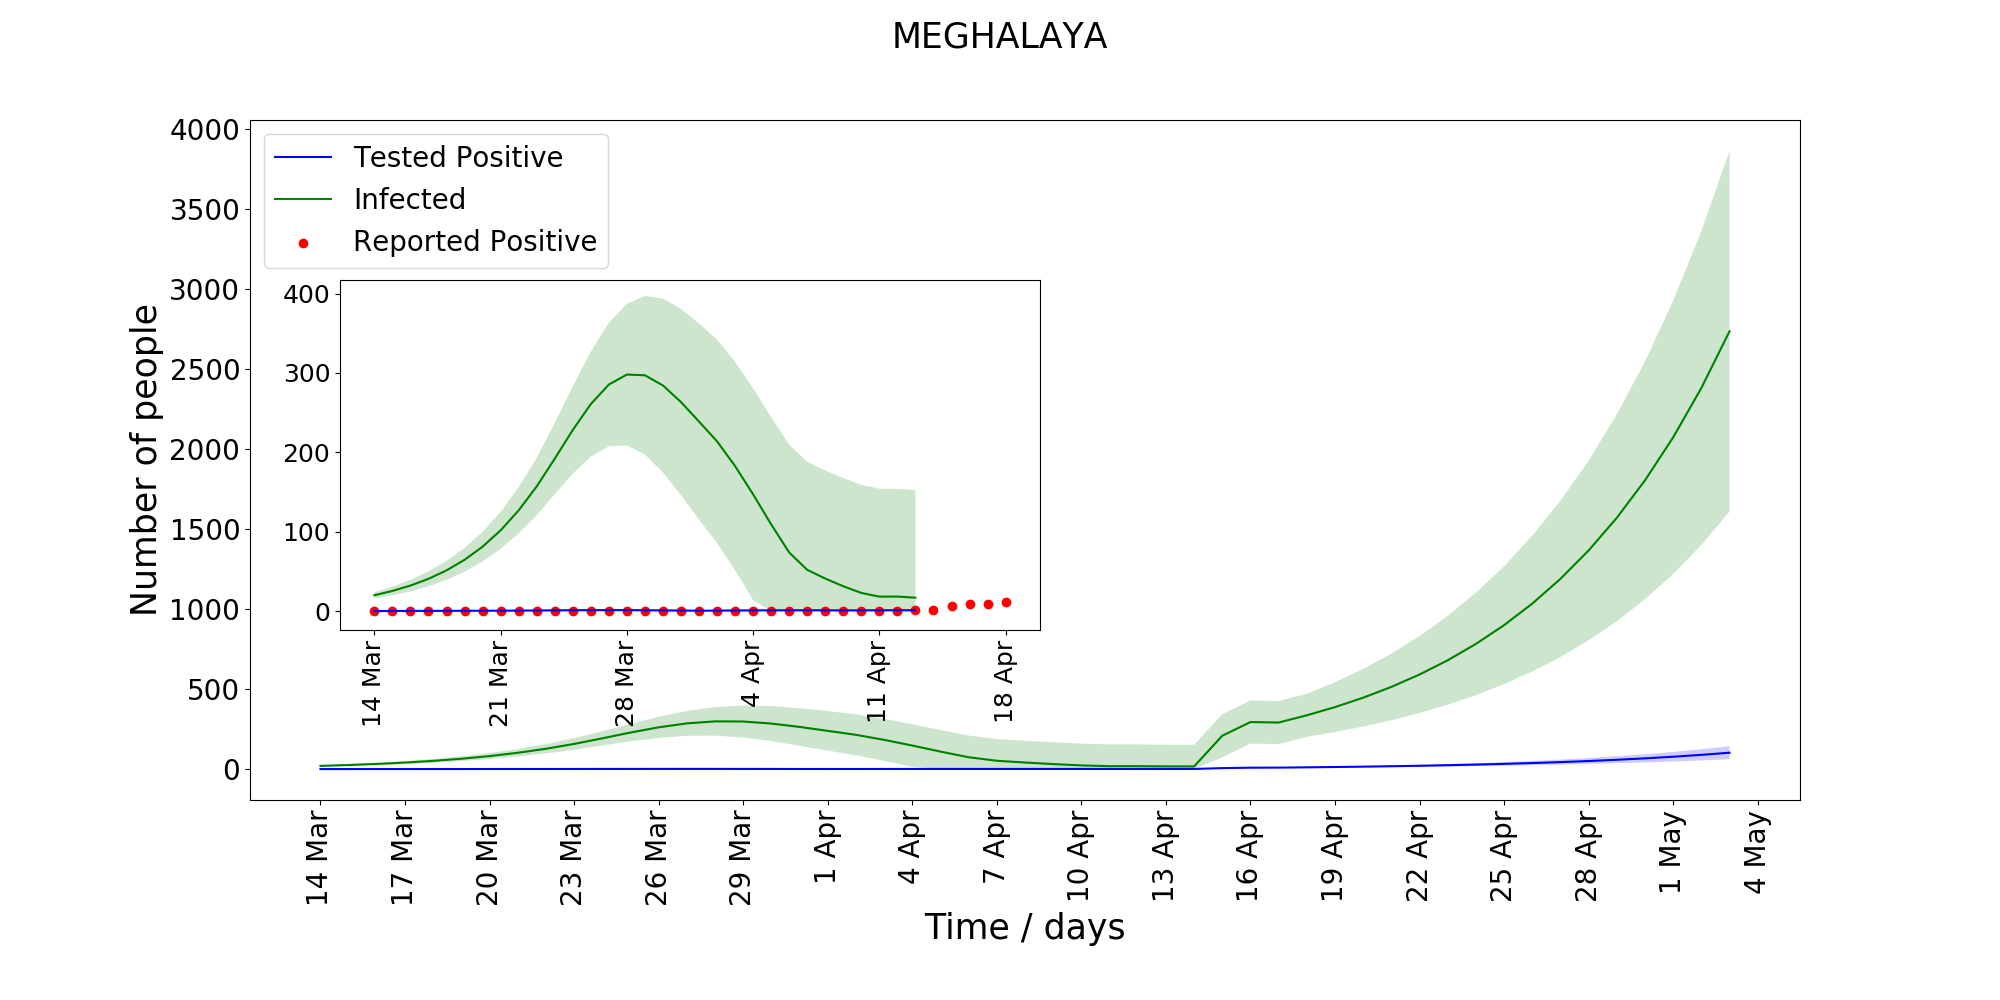 MEGHALAYA
Tested Positive
Infected
Reported Positive
Number of people
4000
3500
3000
2500
2000
1500
1000
500
0
400
300
200
100
0
14 Mar
21 Mar
28 Mar
4 Apr
11 Apr
18 Apr
14 Mar
17 Mar
20 Mar
23 Mar
26 Mar
29 Mar
1 Apr
4 Apr
7 Apr
10 Apr
13 Apr
16 Apr
19 Apr
22 Apr
25 Apr
28 Apr
1 May
4 May
Time / days